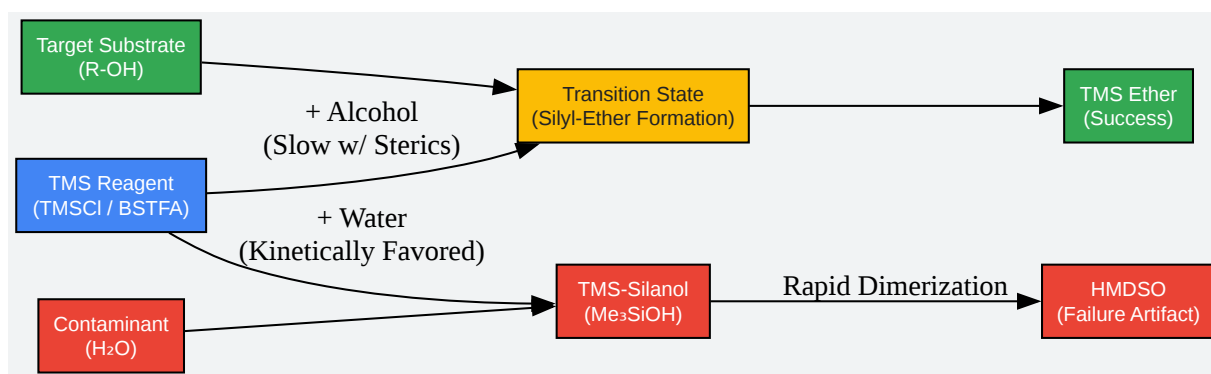 Target Substrate
(R-OH)
+ Alcohol
(Slow w/ Sterics)
Transition State
(Silyl-Ether Formation)
TMS Ether
(Success)
TMS Reagent
(TMSCl / BSTFA)
+ Water
(Kinetically Favored)
Contaminant
(H₂O)
TMS-Silanol
(Me₃SiOH)
Rapid Dimerization
HMDSO
(Failure Artifact)